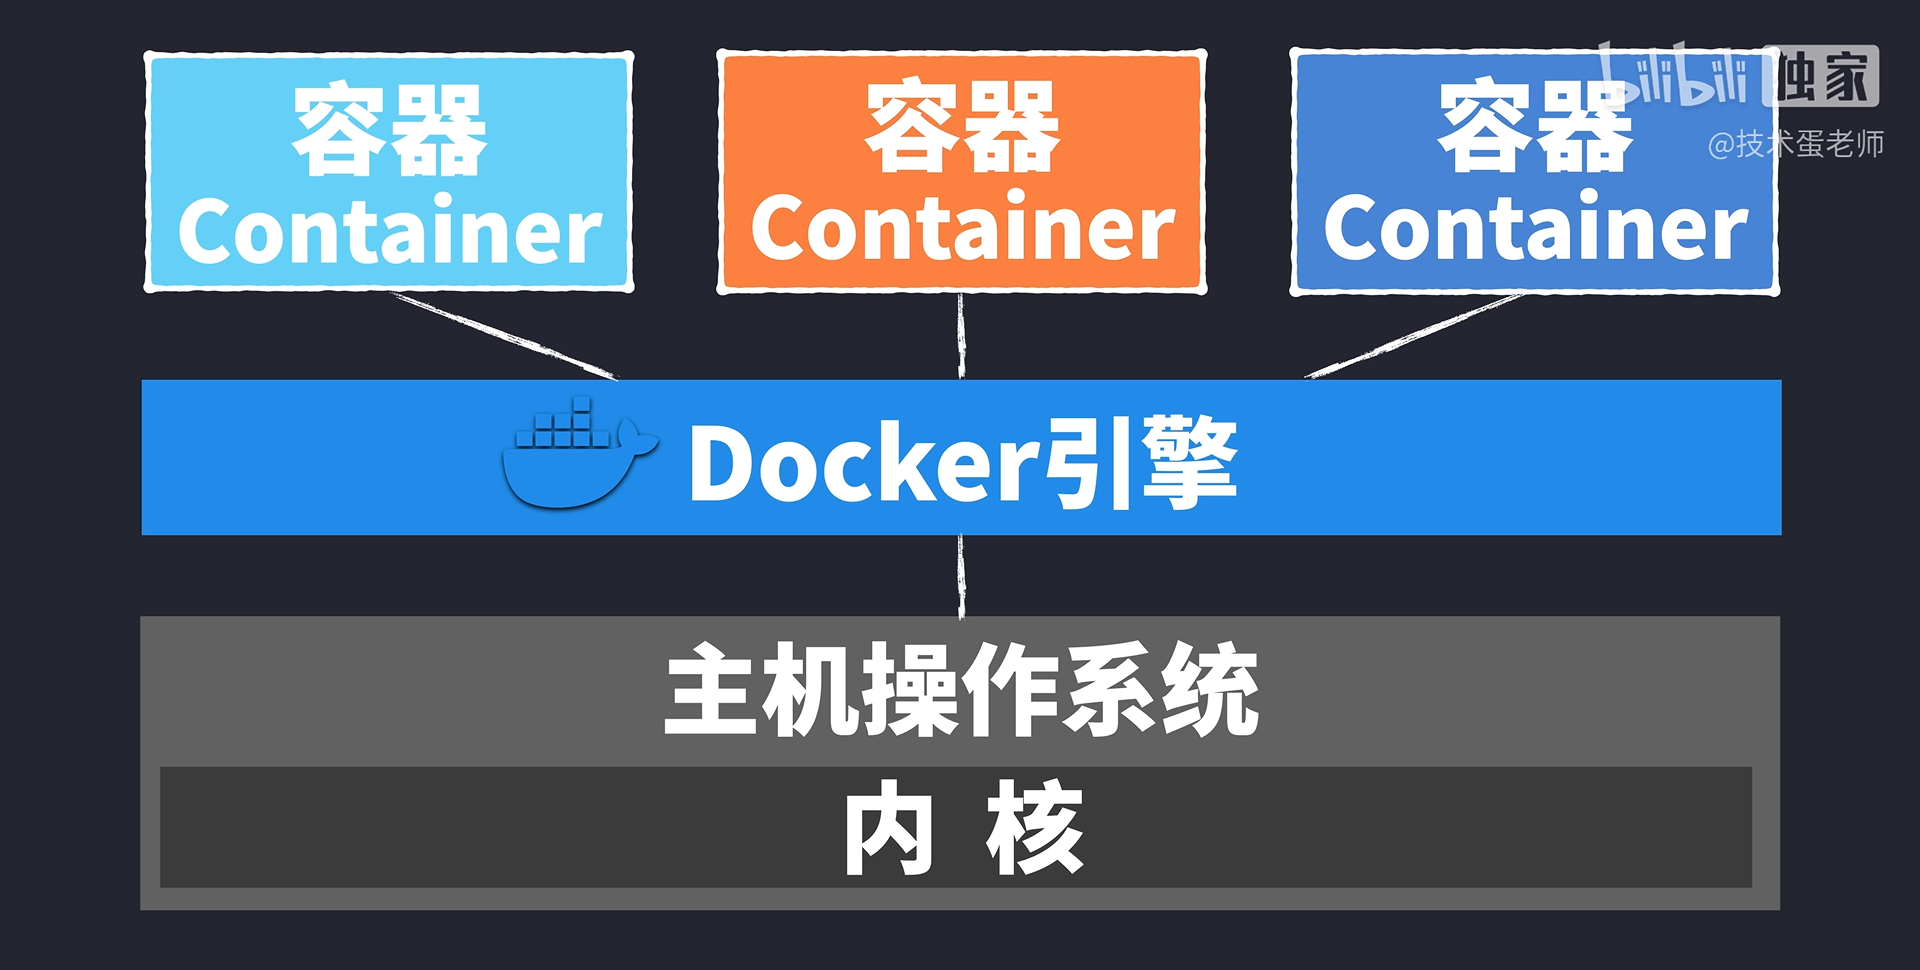 bilibili 独家
@技术蛋老师
容器
Container
容器
Container
容器
Container
Docker引擎
主机操作系统
内 核